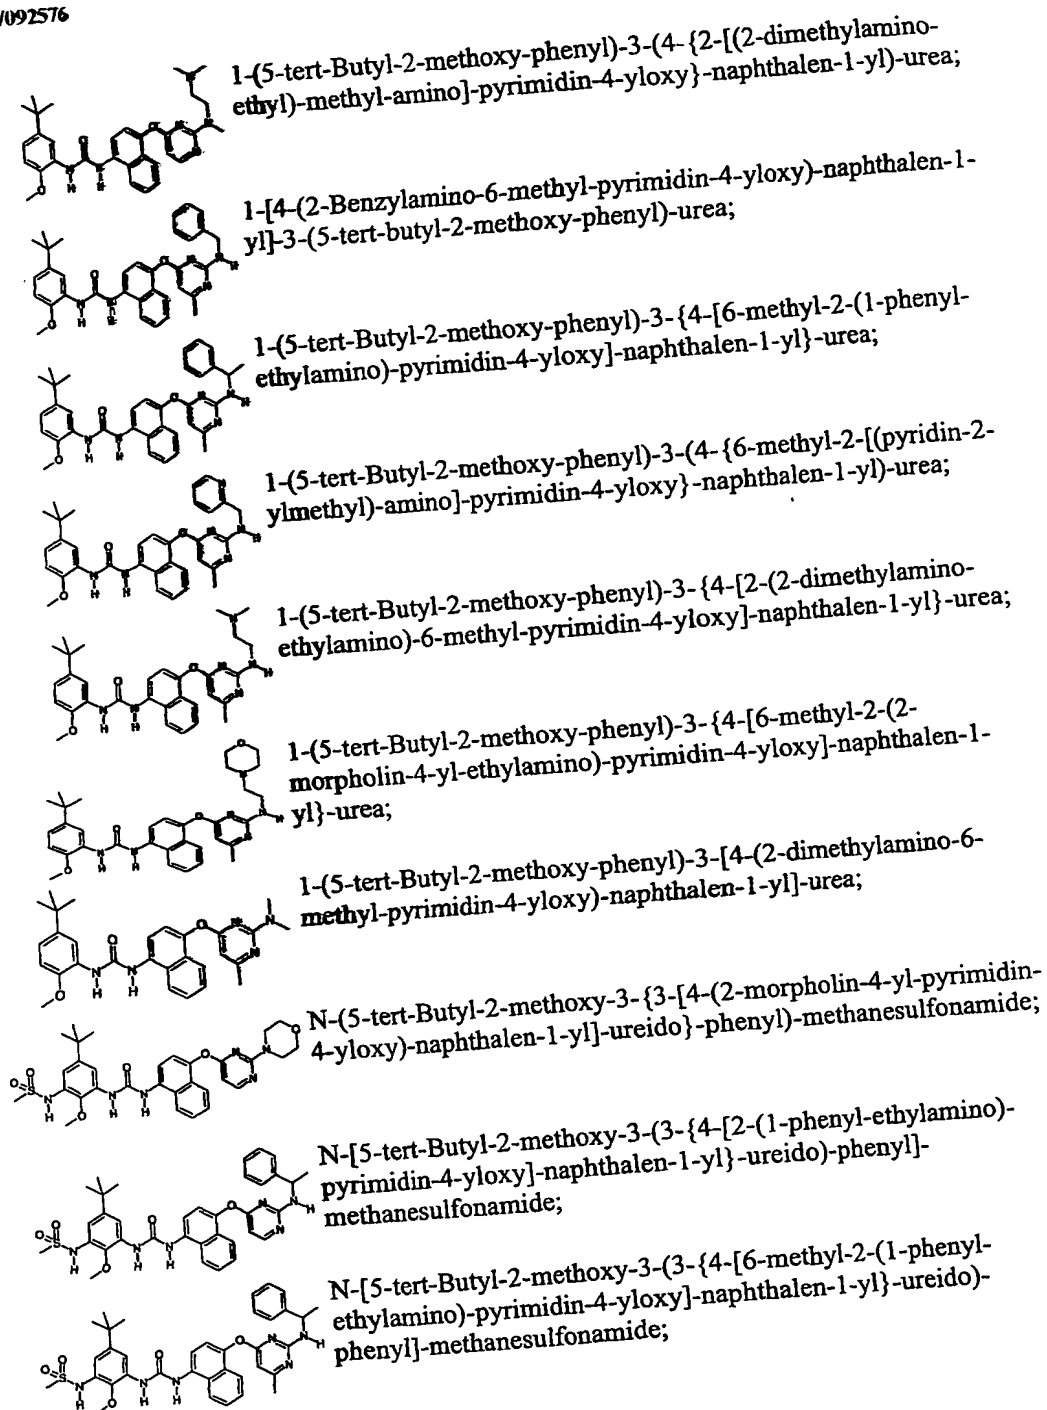 /092576
1-(5-tert-Butyl-2-methoxy-phenyl)-3-(4-{2-[(2-dimethylamino-
ethyl)-methyl-amino]-pyrimidin-4-yloxy}-naphthalen-1-yl)-urea;
1-[4-(2-Benzylamino-6-methyl-pyrimidin-4-yloxy)-naphthalen-1-
yl]-3-(5-tert-butyl-2-methoxy-phenyl)-urea;
1-(5-tert-Butyl-2-methoxy-phenyl)-3-{4-[6-methyl-2-(1-phenyl-
ethylamino)-pyrimidin-4-yloxy]-naphthalen-1-yl}-urea;
1-(5-tert-Butyl-2-methoxy-phenyl)-3-(4-{6-methyl-2-[(pyridin-2-
ylmethyl)-amino]-pyrimidin-4-yloxy}-naphthalen-1-yl)-urea;
1-(5-tert-Butyl-2-methoxy-phenyl)-3-{4-[2-(2-dimethylamino-
ethylamino)-6-methyl-pyrimidin-4-yloxy]-naphthalen-1-yl}-urea;
1-(5-tert-Butyl-2-methoxy-phenyl)-3-{4-[6-methyl-2-(2-
morpholin-4-yl-ethylamino)-pyrimidin-4-yloxy]-naphthalen-1-
yl}-urea;
1-(5-tert-Butyl-2-methoxy-phenyl)-3-[4-(2-dimethylamino-6-
methyl-pyrimidin-4-yloxy)-naphthalen-1-yl]-urea;
N-(5-tert-Butyl-2-methoxy-3-{3-[4-(2-morpholin-4-yl-pyrimidin-
4-yloxy)-naphthalen-1-yl]-ureido}-phenyl)-methanesulfonamide;
N-[5-tert-Butyl-2-methoxy-3-(3-{4-[2-(1-phenyl-ethylamino)-
pyrimidin-4-yloxy]-naphthalen-1-yl}-ureido)-phenyl]-
methanesulfonamide;
N-[5-tert-Butyl-2-methoxy-3-(3-{4-[6-methyl-2-(1-phenyl-
ethylamino)-pyrimidin-4-yloxy]-naphthalen-1-yl}-ureido)-
phenyl]-methanesulfonamide;